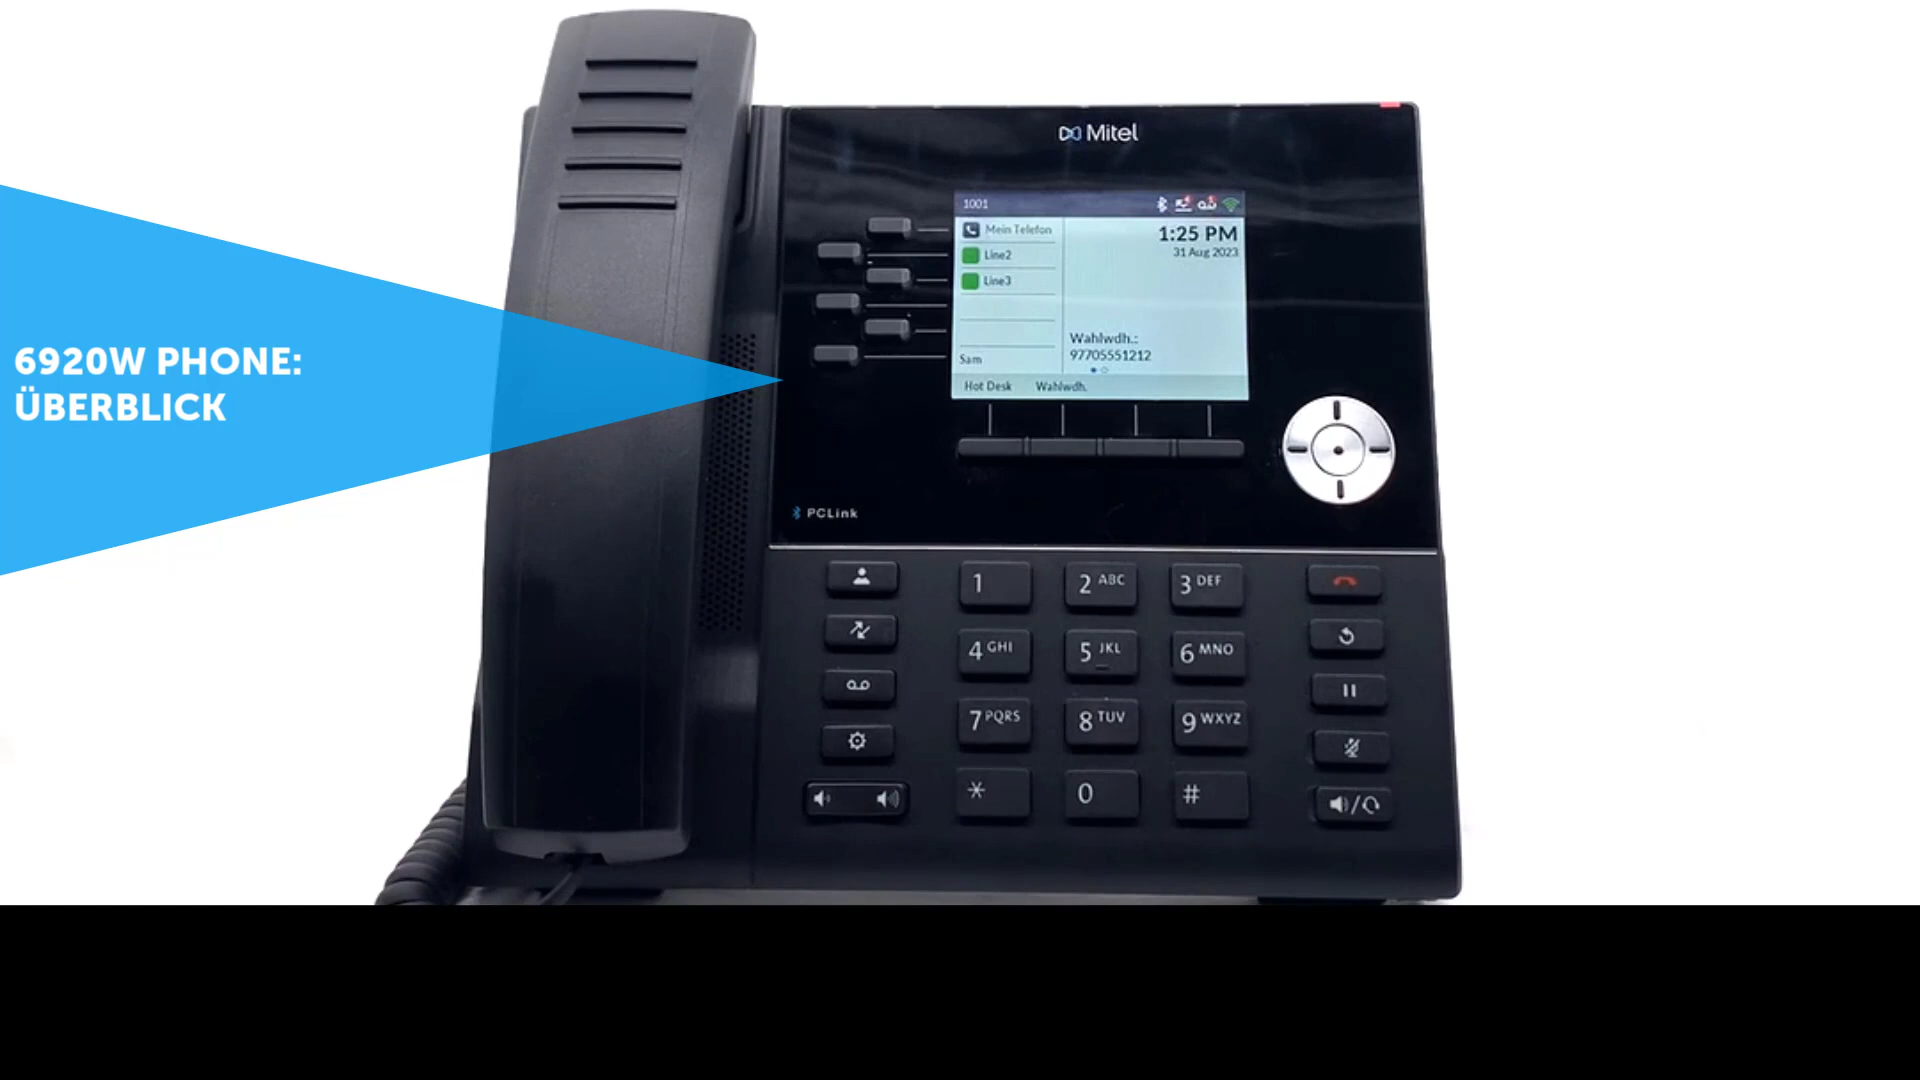 6920W PHONE:
ÜBERBLICK
Mitel
1001
Mein Telefon
Line2
Line3
Sam
1:25 PM
31 Aug 2023
Wahlwdh.:
97705551212
Hot Desk Wahlwdh.
PCLink
1
2 ABC
3 DEF
4 GHI
5 JKL
6 MNO
7 PQRS
8 TUV
9 WXYZ
*
0
#